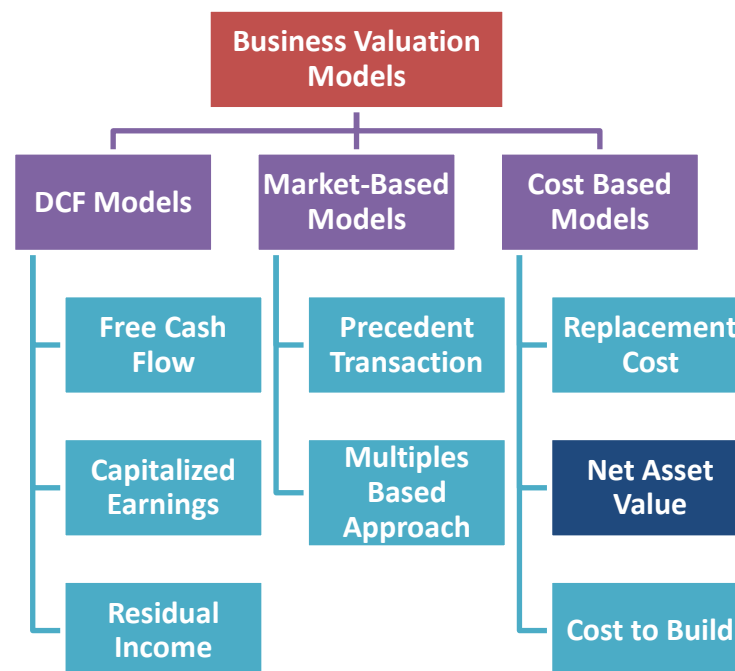 Business Valuation
Models
DCF Models
Market-Based
Models
Cost Based
Models
Free Cash
Flow
Precedent
Transaction
Replacement
Cost
Capitalized
Earnings
Multiples
Based
Approach
Net Asset
Value
Residual
Income
Cost to Build